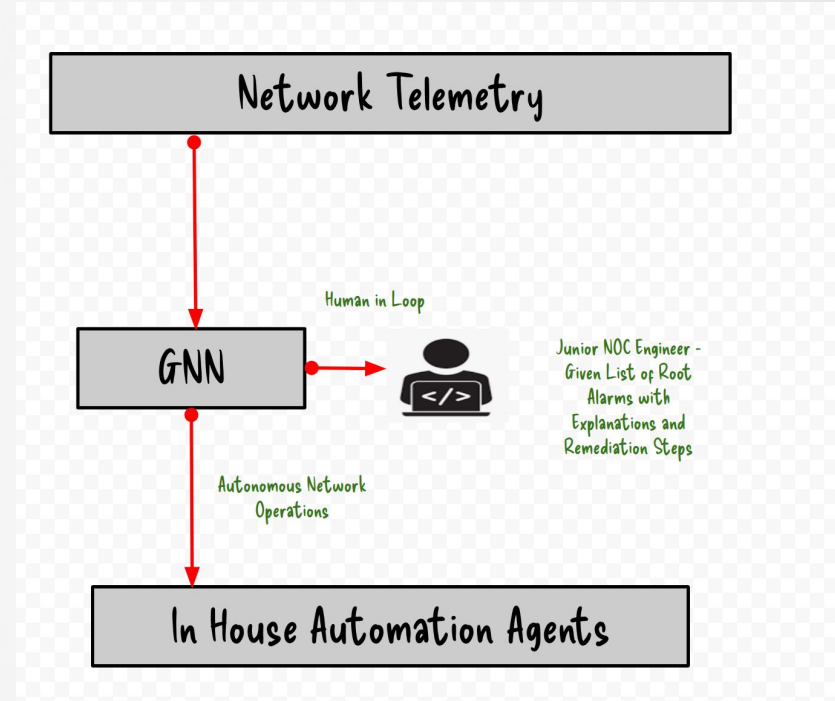 Network Telemetry
Human in Loop
GNN
</>
Junior NOC Engineer -
Given List of Root
Alarms with
Explanations and
Remediation Steps
Autonomous Network
Operations
In House Automation Agents